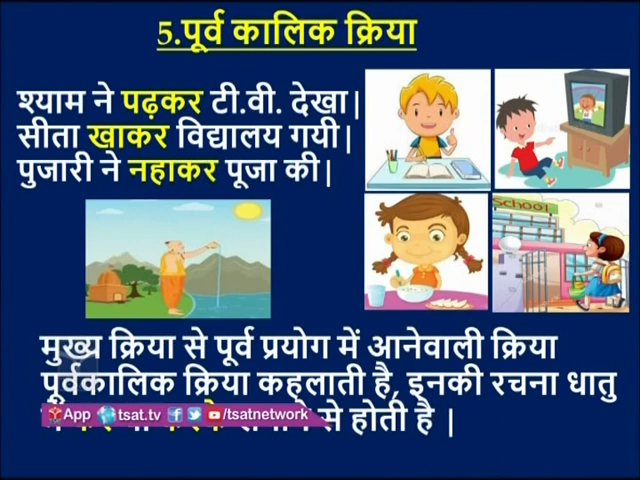 5.पूर्व कालिक क्रिया
श्याम ने पढ़कर टी.वी. देखा|
सीता खाकर विद्यालय गयी|
पुजारी ने नहाकर पूजा की|
School
मुख्य क्रिया से पूर्व प्रयोग में आनेवाली क्रिया
पूर्वकालिक क्रिया कहलाती है, इनकी रचना धातु
से होती है |
App tsat.tv /tsatnetwork